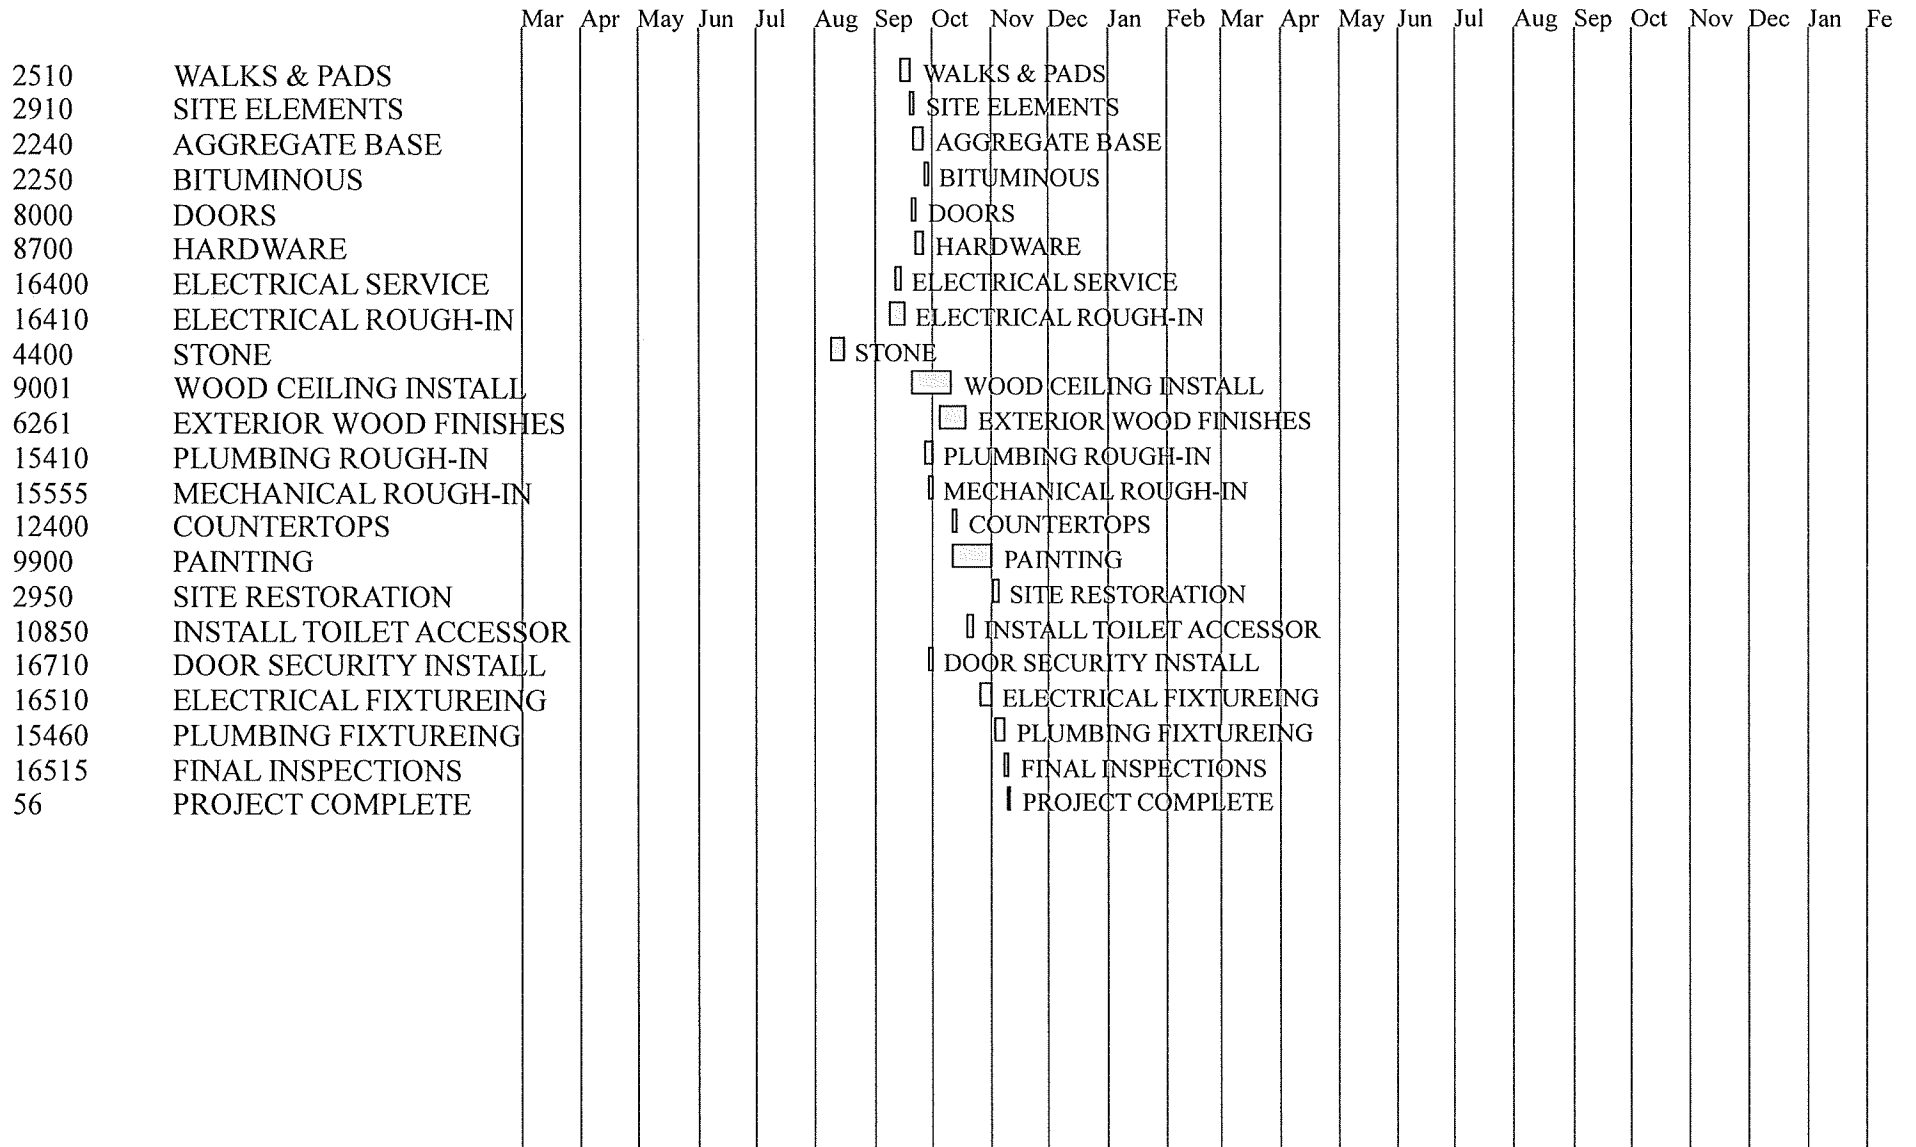 Mar Apr May Jun Jul Aug Sep Oct Nov Dec Jan Feb Mar Apr May Jun Jul Aug Sep Oct Nov Dec Jan Fe
2510 WALKS & PADS WALKS & PADS
2910 SITE ELEMENTS SITE ELEMENTS
2240 AGGREGATE BASE AGGREGATE BASE
2250 BITUMINOUS BITUMINOUS
8000 DOORS DOORS
8700 HARDWARE HARDWARE
16400 ELECTRICAL SERVICE ELECTRICAL SERVICE
16410 ELECTRICAL ROUGH-IN ELECTRICAL ROUGH-IN
4400 STONE STONE
9001 WOOD CEILING INSTALL WOOD CEILING INSTALL
6261 EXTERIOR WOOD FINISHES EXTERIOR WOOD FINISHES
15410 PLUMBING ROUGH-IN PLUMBING ROUGH-IN
15555 MECHANICAL ROUGH-IN MECHANICAL ROUGH-IN
12400 COUNTERTOPS COUNTERTOPS
9900 PAINTING PAINTING
2950 SITE RESTORATION SITE RESTORATION
10850 INSTALL TOILET ACCESSOR INSTALL TOILET ACCESSOR
16710 DOOR SECURITY INSTALL DOOR SECURITY INSTALL
16510 ELECTRICAL FIXTUREING ELECTRICAL FIXTUREING
15460 PLUMBING FIXTUREING PLUMBING FIXTUREING
16515 FINAL INSPECTIONS FINAL INSPECTIONS
56 PROJECT COMPLETE PROJECT COMPLETE